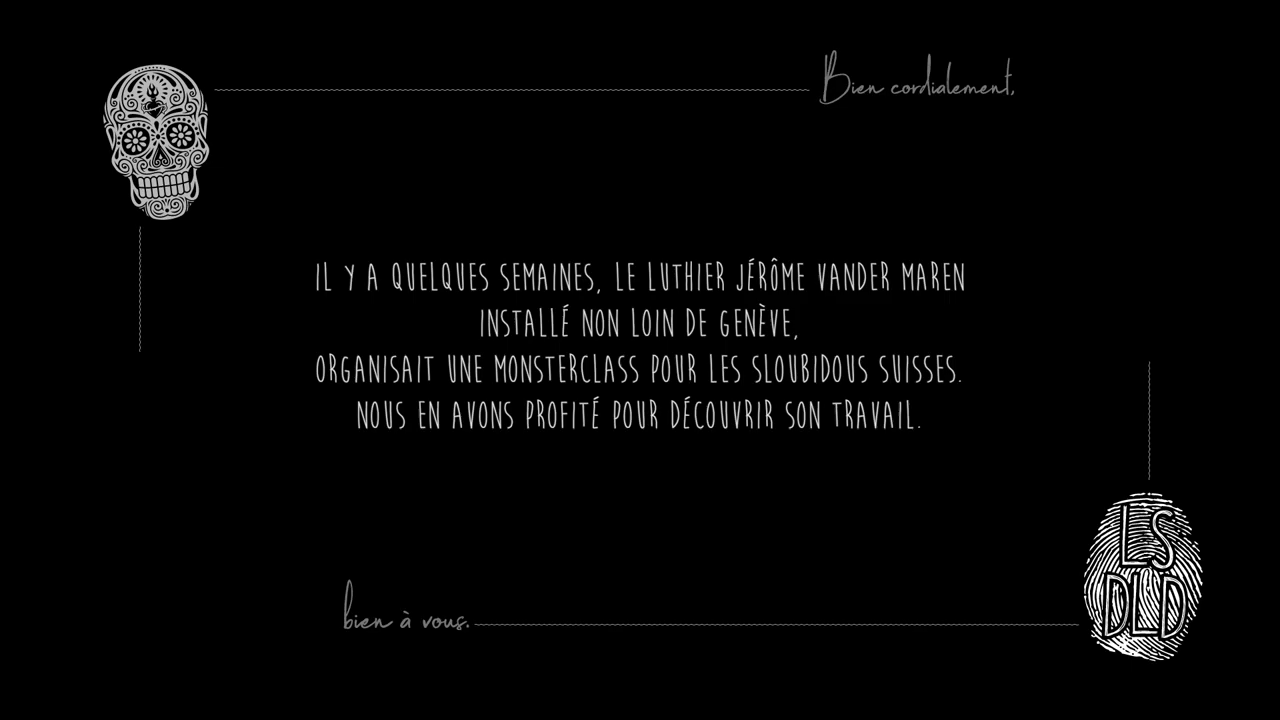 Bien cordialement,
IL Y A QUELQUES SEMAINES, LE LUTHIER JÉRÔME VANDER MAREN
INSTALLÉ NON LOIN DE GENÈVE,
ORGANISAIT UNE MONSTERCLASS POUR LES SLOUBIDOUS SUISSES.
NOUS EN AVONS PROFITÉ POUR DÉCOUVRIR SON TRAVAIL.
LS
DLD
bien à vous.